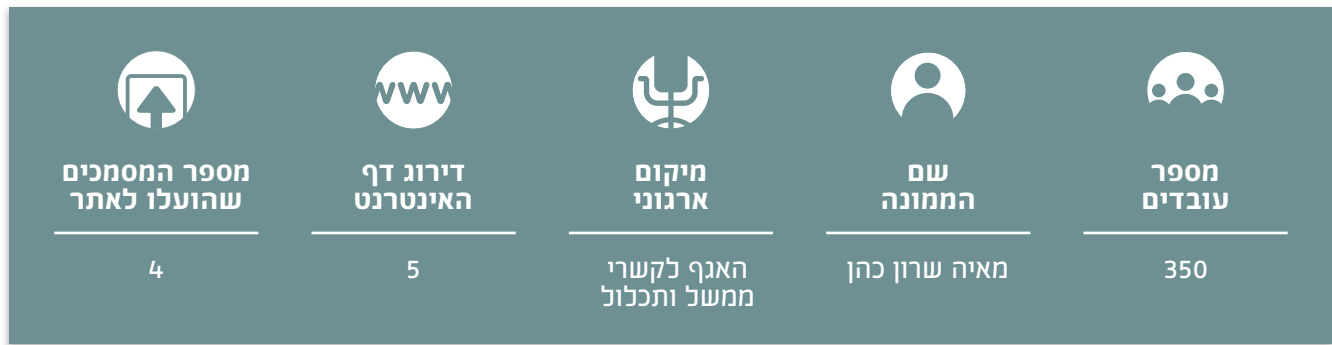 מספר
עובדים
350
שם
הממונה
מאיה שרון כהן
מיקום
ארגוני
האגף לקשרי
ממשל ותכלול
www
דירוג דף
האינטרנט
5
מספר המסמכים
שהועלו לאתר
4